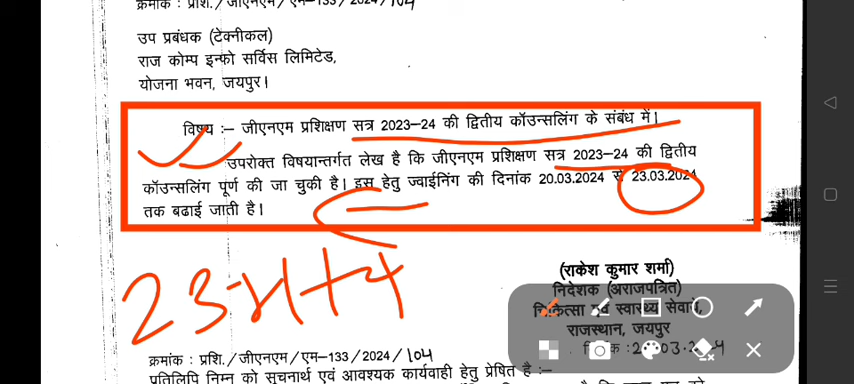 क्रमांक : प्रशि./जीएनएम/एम–133/2024/104
उप प्रबंधक (टेक्नीकल)
राज कोम्प इन्फो सर्विस लिमिटेड,
योजना भवन, जयपुर।
विषय :– जीएनएम प्रशिक्षण सत्र 2023–24 की द्वितीय कॉउन्सलिंग के संबंध में।
उपरोक्त विषयान्तर्गत लेख है कि जीएनएम प्रशिक्षण सत्र 2023–24 की द्वितीय
कॉउन्सलिंग पूर्ण की जा चुकी है। इस हेतु ज्वाईनिंग की दिनांक 20.03.2024 से 23.03.2024
तक बढाई जाती है।
23 मार्च
(राकेश कुमार शर्मा)
निदेशक (अराजपत्रित)
चिकित्सा एवं स्वास्थ्य सेवायें,
राजस्थान, जयपुर
क्रमांक : प्रशि./जीएनएम/एम–133/2024/104
प्रतिलिपि निम्न को सूचनार्थ एवं आवश्यक कार्यवाही हेतु प्रेषित है :–